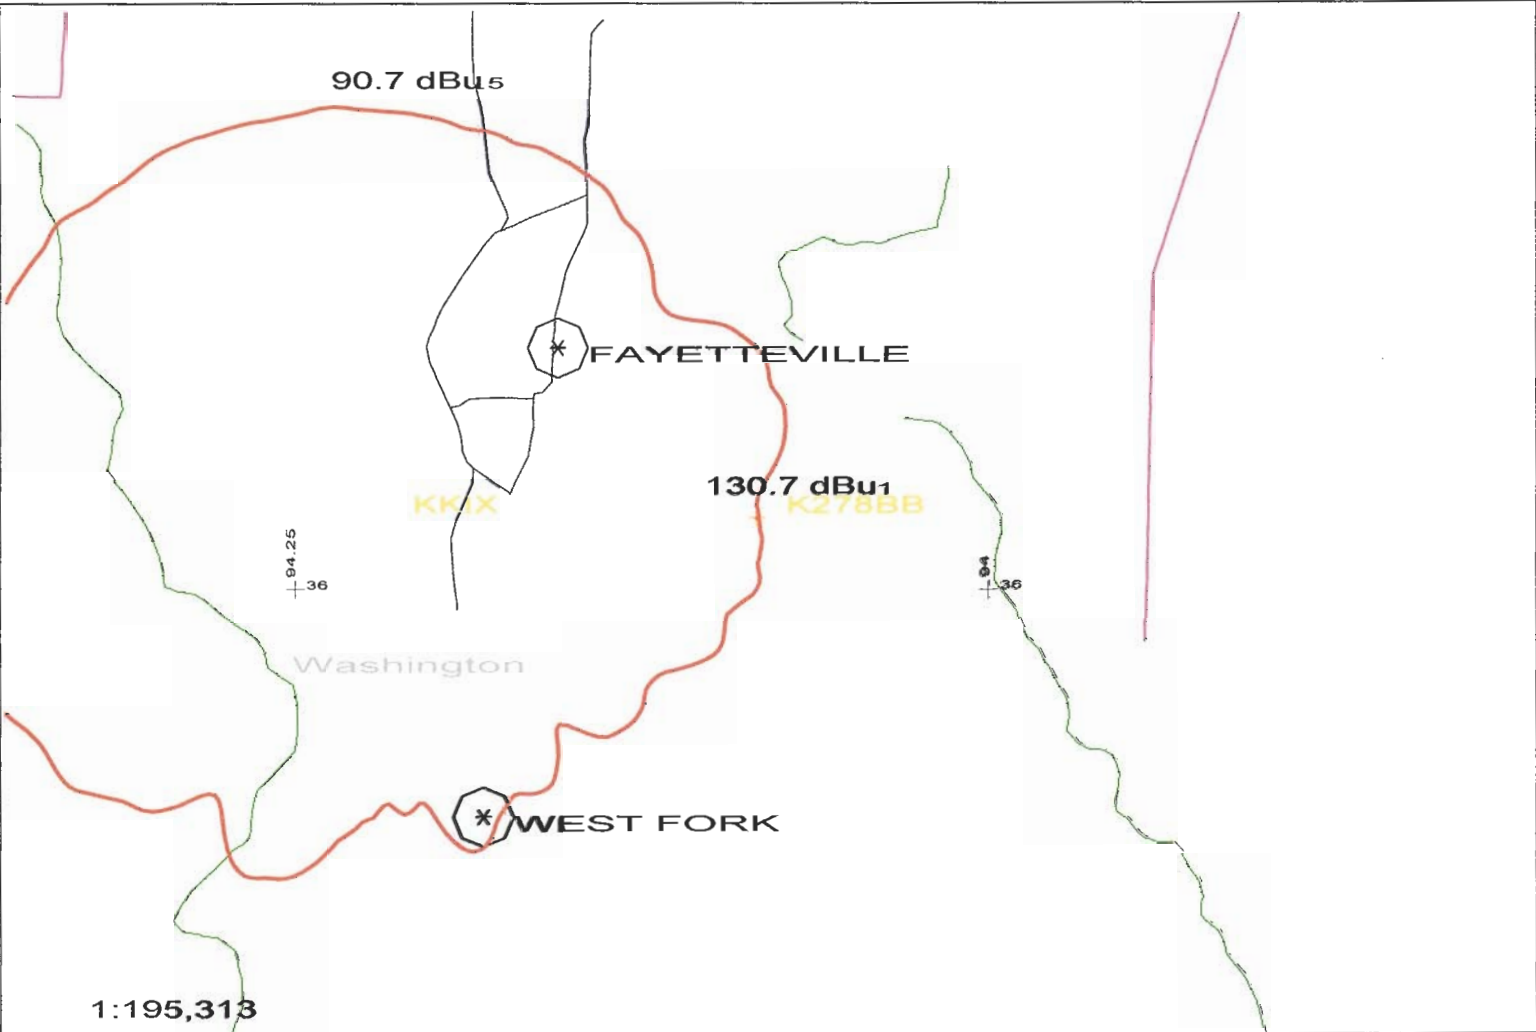 90.7 dBu5
FAYETTEVILLE
130.7 dBu1
KKIX K278BB
94.25
36
94
36
Washington
WEST FORK
1:195,313